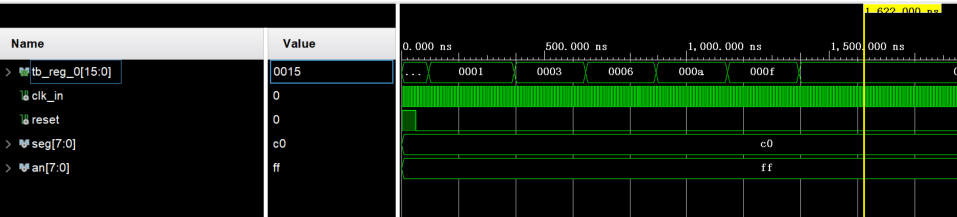 1,622.000 ns
Name Value
0.000 ns 500.000 ns 1,000.000 ns 1,500.000 ns
tb_reg_0[15:0] 0015 ... 0001 0003 0006 000a 000f
clk_in 0
reset 0
seg[7:0] c0 c0
an[7:0] ff ff